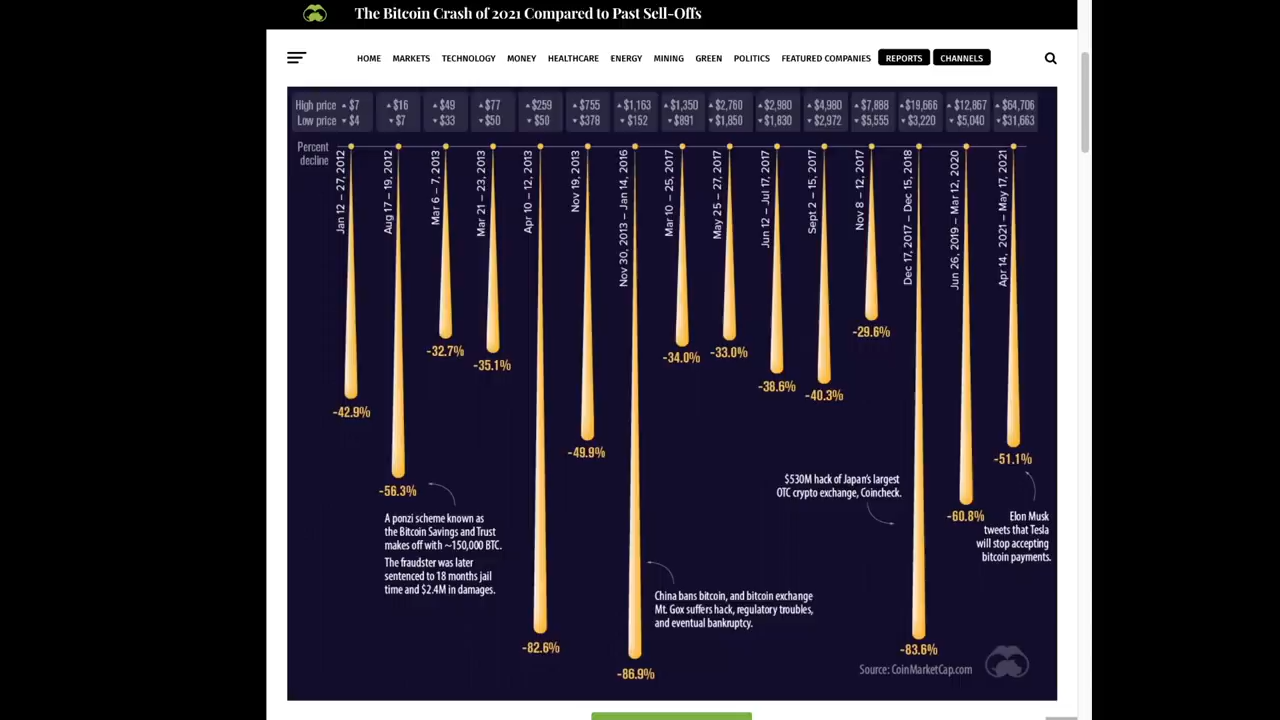 The Bitcoin Crash of 2021 Compared to Past Sell-Offs
HOME MARKETS TECHNOLOGY MONEY HEALTHCARE ENERGY MINING GREEN POLITICS FEATURED COMPANIES REPORTS CHANNELS
High price ▲ $7 ▲ $16 ▲ $49 ▲ $77 ▲ $259 ▲ $755 ▲ $1,163 ▲ $1,350 ▲ $2,760 ▲ $2,980 ▲ $4,980 ▲ $7,888 ▲ $19,666 ▲ $12,867 ▲ $64,706
Low price ▼ $4 ▼ $7 ▼ $33 ▼ $50 ▼ $50 ▼ $378 ▼ $152 ▼ $891 ▼ $1,850 ▼ $1,830 ▼ $2,972 ▼ $5,555 ▼ $3,220 ▼ $5,040 ▼ $31,663
Percent
decline
Jan 12 – 27, 2012
Aug 17 – 19, 2012
Mar 6 – 7, 2013
Mar 21 – 23, 2013
Apr 10 – 12, 2013
Nov 19, 2013
Nov 30, 2013 – Jan 14, 2016
Mar 10 – 25, 2017
May 25 – 27, 2017
Jun 12 – Jul 17, 2017
Sept 2 – 15, 2017
Nov 8 – 12, 2017
Dec 17, 2017 – Dec 15, 2018
Jun 26, 2019 – Mar 12, 2020
Apr 14, 2021 – May 17, 2021
-42.9%
-56.3%
-32.7%
-35.1%
-82.6%
-49.9%
-86.9%
-34.0%
-33.0%
-38.6%
-40.3%
-29.6%
-83.6%
-60.8%
-51.1%
A ponzi scheme known as
the Bitcoin Savings and Trust
makes off with ~150,000 BTC.
The fraudster was later
sentenced to 18 months jail
time and $2.4M in damages.
China bans bitcoin, and bitcoin exchange
Mt. Gox suffers hack, regulatory troubles,
and eventual bankruptcy.
$530M hack of Japan's largest
OTC crypto exchange, Coincheck.
Elon Musk
tweets that Tesla
will stop accepting
bitcoin payments.
Source: CoinMarketCap.com